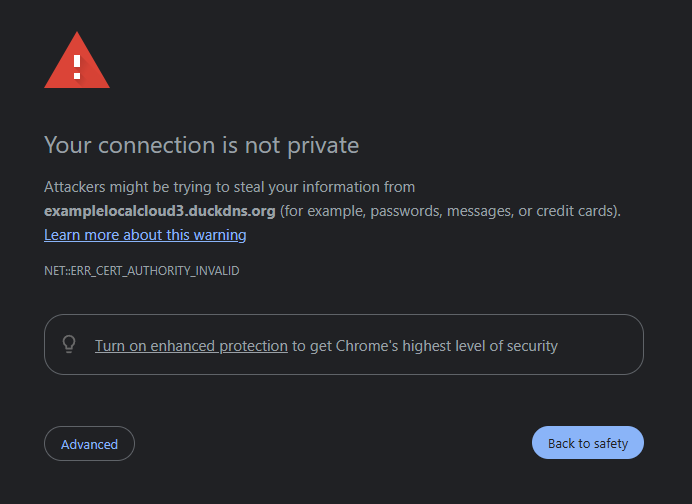 Your connection is not private
Attackers might be trying to steal your information from
examplelocalcloud3.duckdns.org (for example, passwords, messages, or credit cards).
Learn more about this warning
NET::ERR_CERT_AUTHORITY_INVALID
Turn on enhanced protection to get Chrome's highest level of security
Advanced
Back to safety